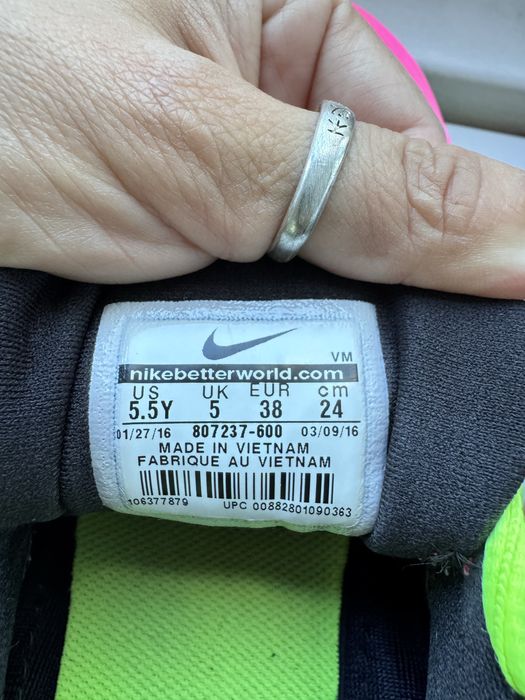 VM
nikebetterworld.com
US UK EUR cm
5.5Y 5 38 24
01/27/16 807237-600 03/09/16
MADE IN VIETNAM
FABRIQUE AU VIETNAM
106377879 UPC 00882801090363